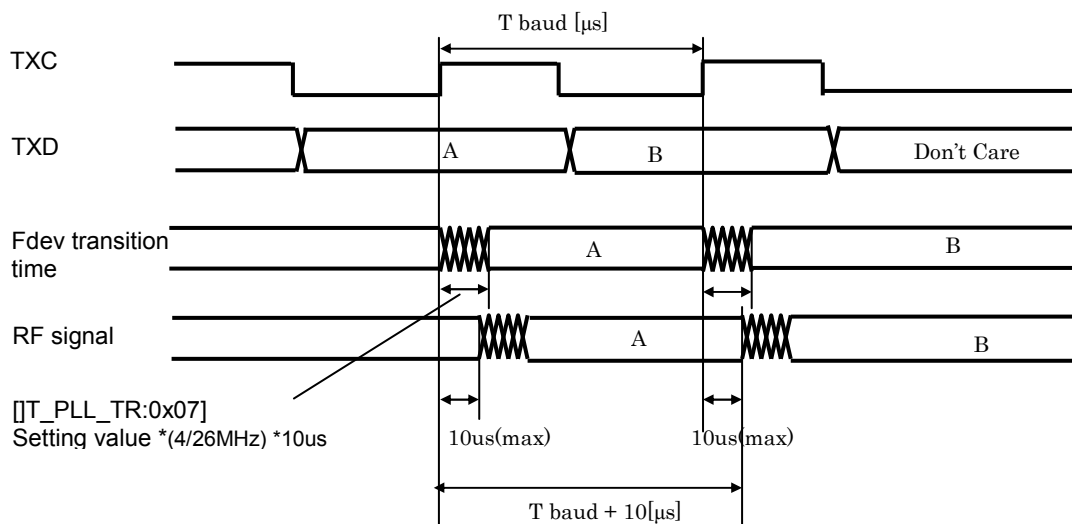 T baud [µs]
TXC
TXD
A
B
Don't Care
Fdev transition
time
A
B
RF signal
A
B
[]T_PLL_TR:0x07]
Setting value *(4/26MHz) *10us
10us(max)
10us(max)
T baud + 10[µs]